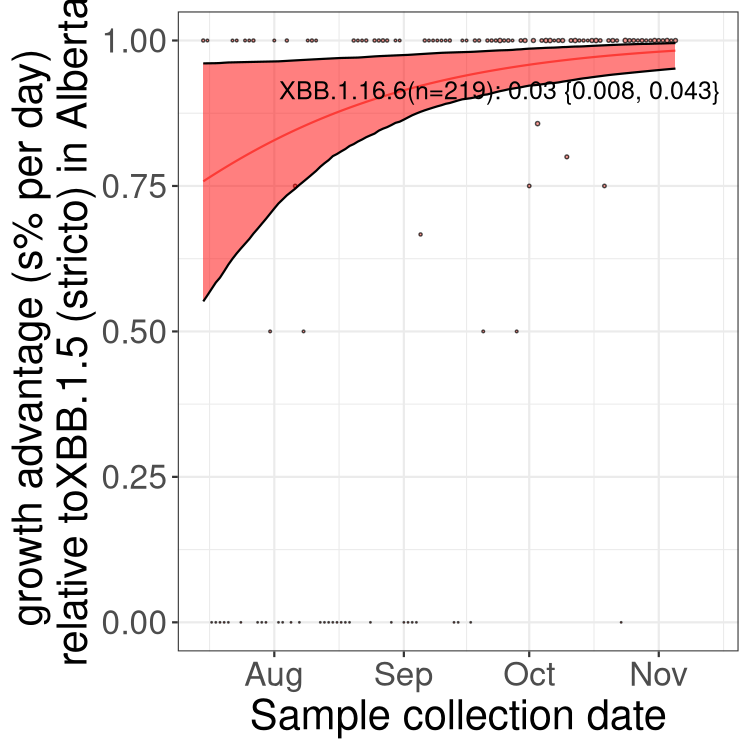 growth advantage (s% per day)
relative toXBB.1.5 (stricto) in Alberta
1.00
0.75
0.50
0.25
0.00
XBB.1.16.6(n=219): 0.03 {0.008, 0.043}
Aug Sep Oct Nov
Sample collection date